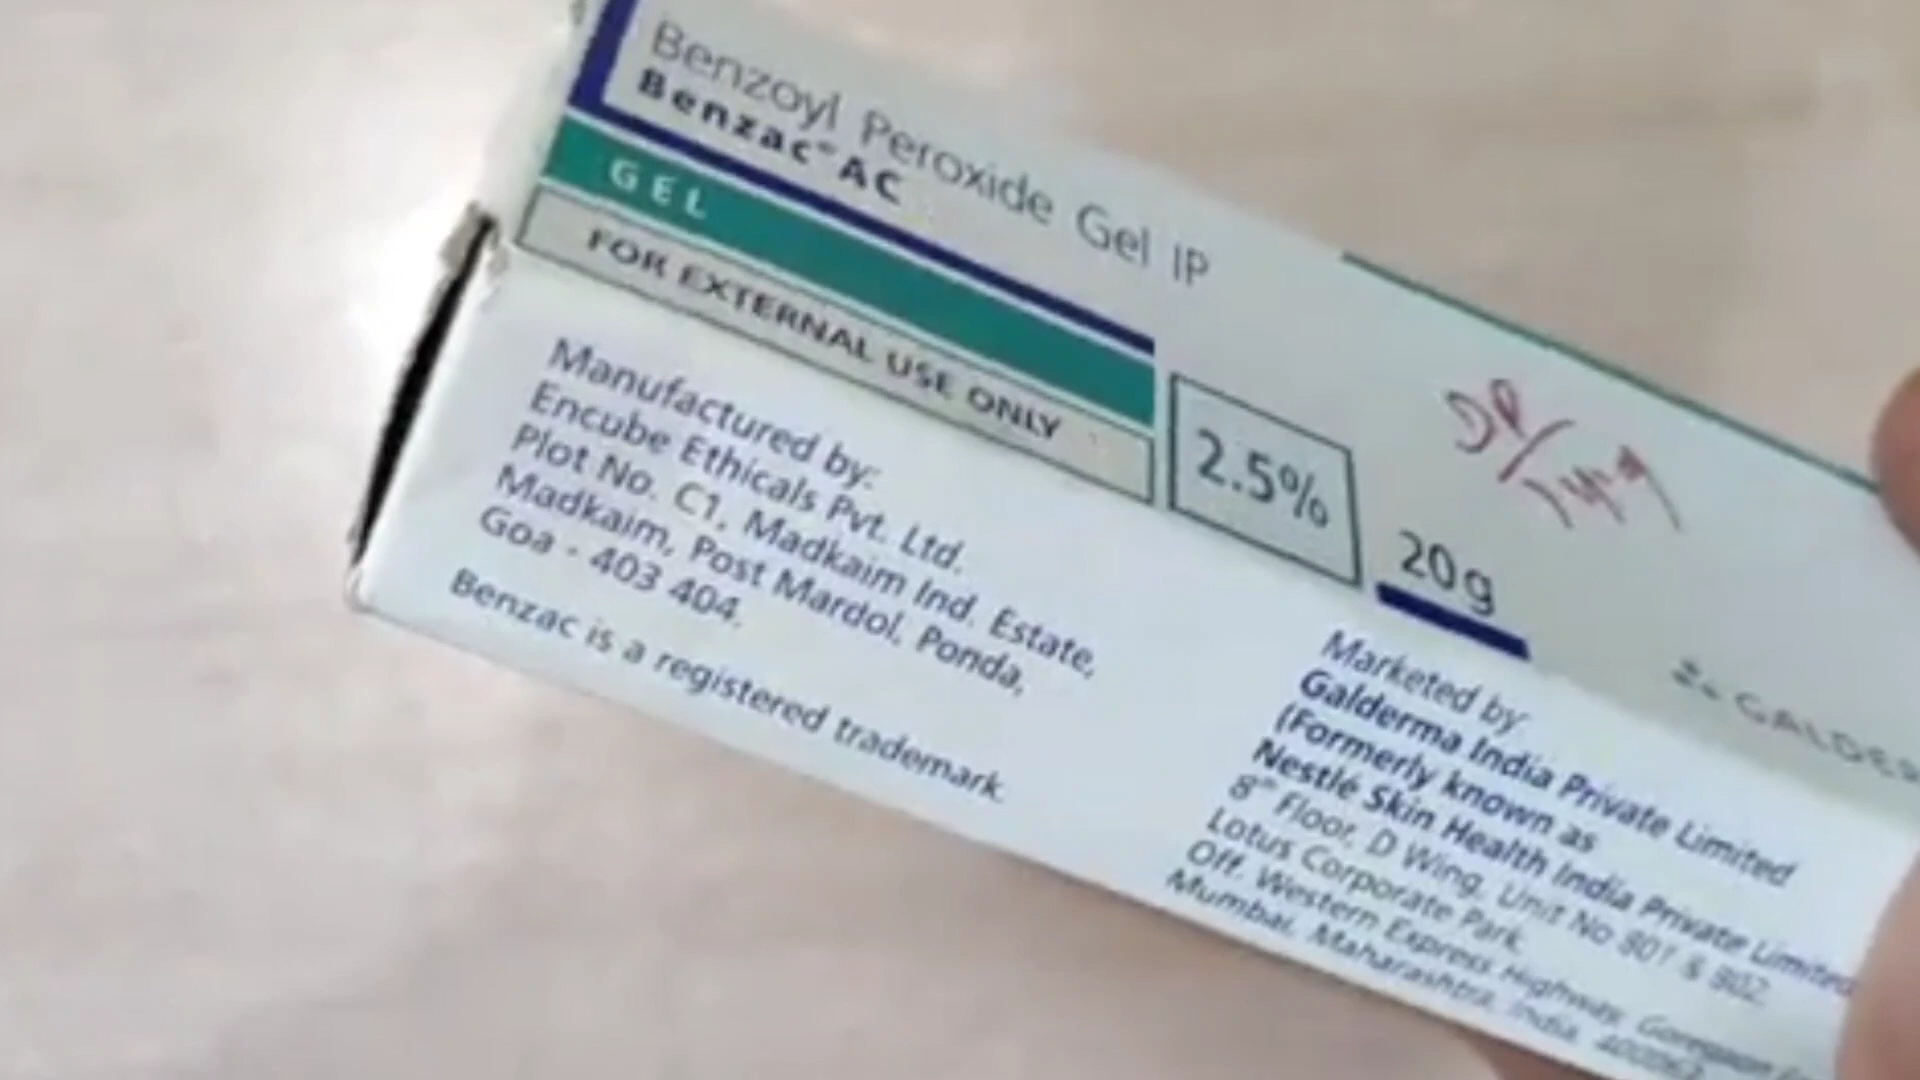 Benzoyl Peroxide Gel IP
Benzac® AC
GEL
FOR EXTERNAL USE ONLY
2.5%
20g
Manufactured by:
Encube Ethicals Pvt. Ltd.
Plot No. C1, Madkaim Ind. Estate,
Madkaim, Post Mardol, Ponda,
Goa - 403 404.
Benzac is a registered trademark.
Marketed by:
Galderma India Private Limited
(Formerly known as
Nestlé Skin Health India Private Limited
8th Floor, D Wing, Unit No 801 & 802
Lotus Corporate Park,
Off. Western Express Highway,
Mumbai, Maharashtra, India